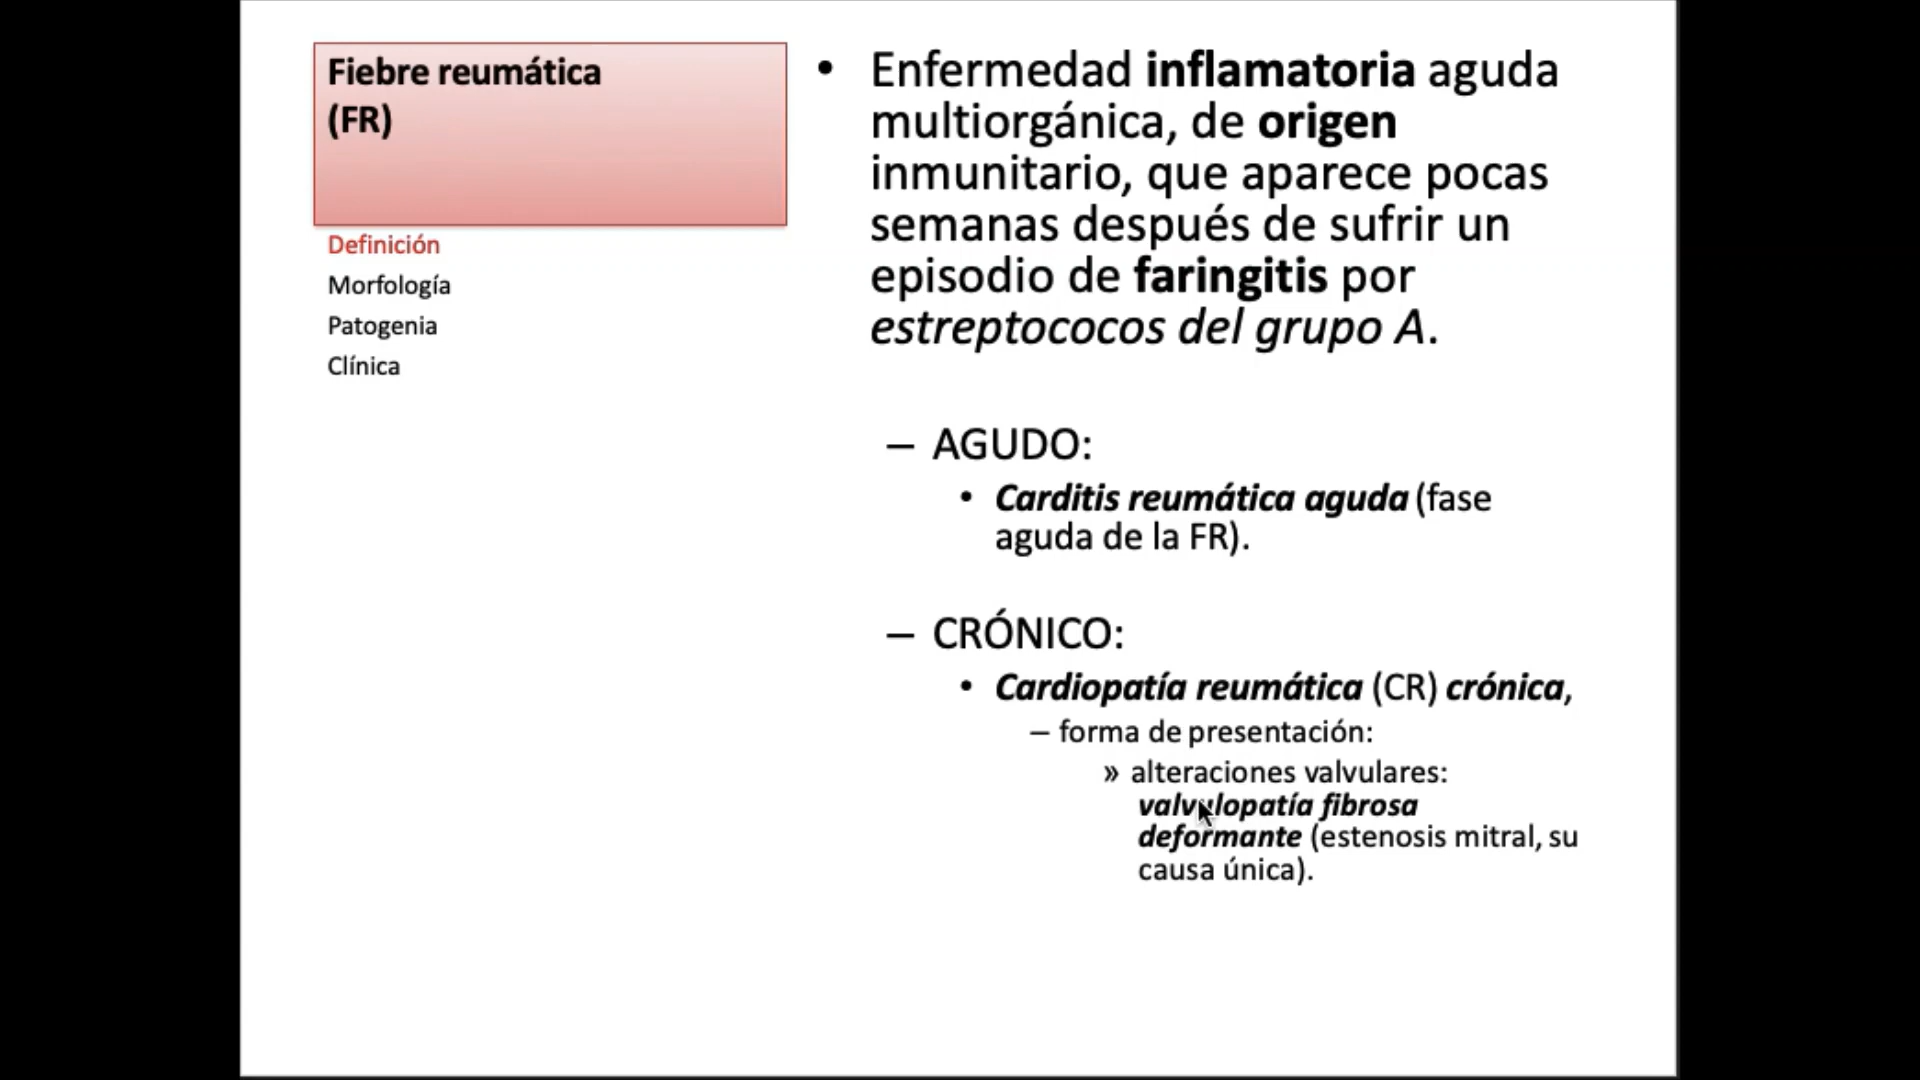 Fiebre reumática
(FR)
Definición
Morfología
Patogenia
Clínica
• Enfermedad inflamatoria aguda
multiorgánica, de origen
inmunitario, que aparece pocas
semanas después de sufrir un
episodio de faringitis por
estreptococos del grupo A.
– AGUDO:
• Carditis reumática aguda (fase
aguda de la FR).
– CRÓNICO:
• Cardiopatía reumática (CR) crónica,
– forma de presentación:
» alteraciones valvulares:
valvulopatía fibrosa
deformante (estenosis mitral, su
causa única).